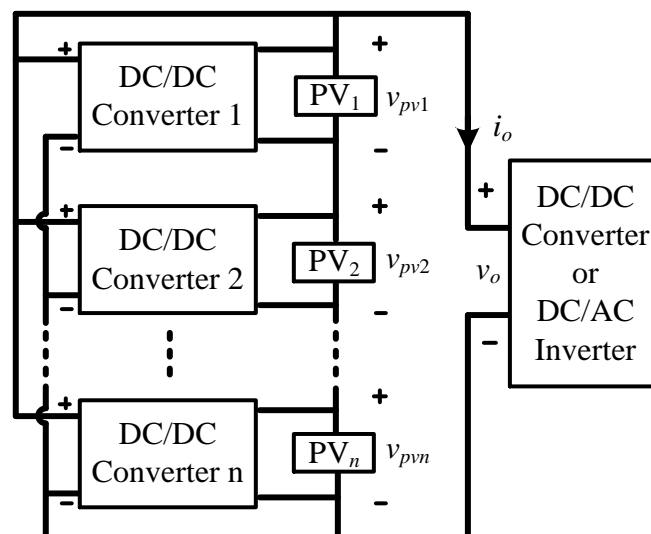 +
DC/DC
Converter 1
−
+
PV1
vpv1
−
io
+
DC/DC
Converter 2
−
+
PV2
vpv2
−
+
vo
−
DC/DC
Converter
or
DC/AC
Inverter
+
DC/DC
Converter n
−
+
PVn
vpvn
−